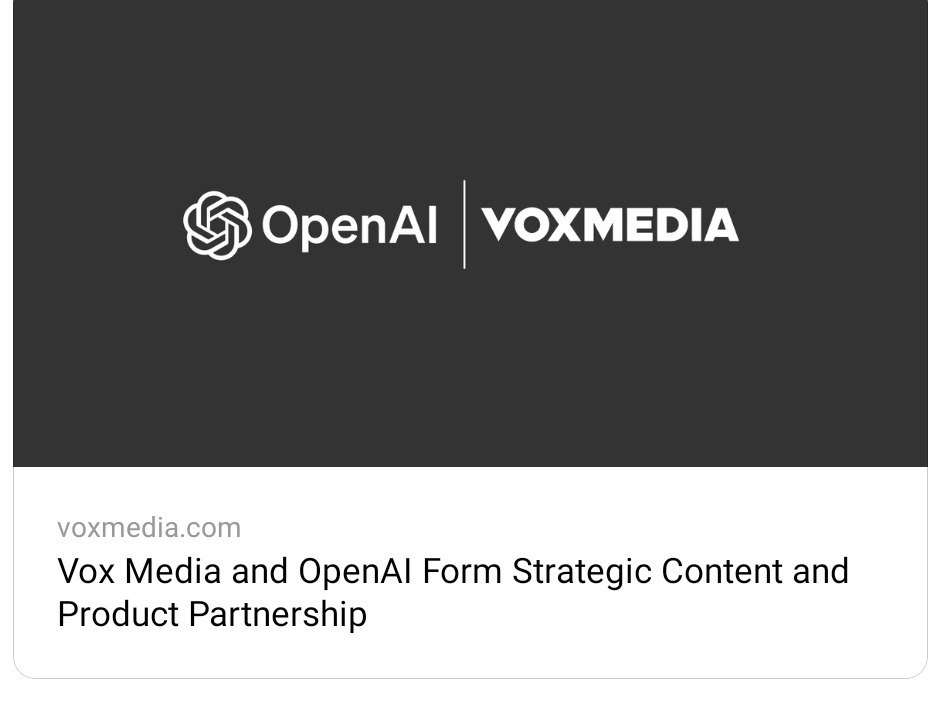 OpenAI | VOXMEDIA
voxmedia.com
Vox Media and OpenAI Form Strategic Content and
Product Partnership